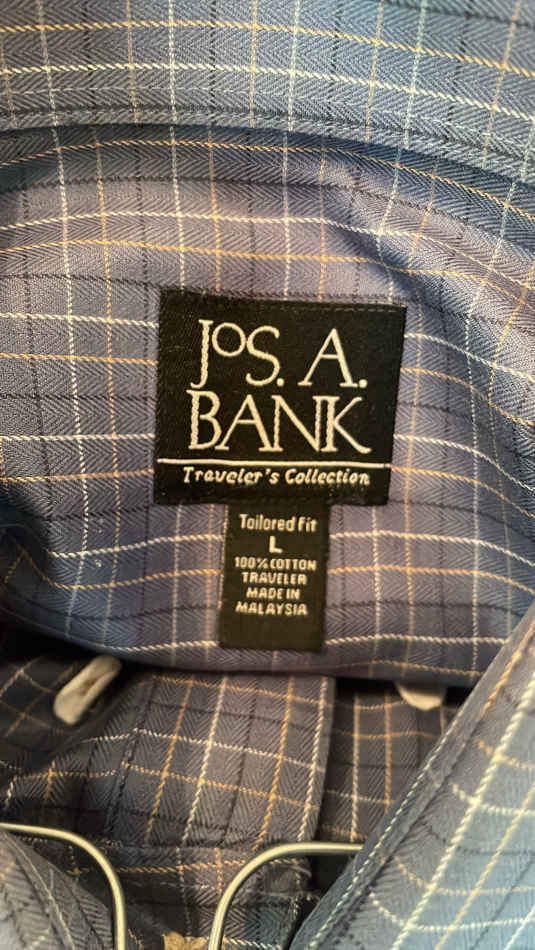 Jos. A.
BANK
Traveler's Collection
Tailored Fit
L
100% COTTON
TRAVELER
MADE IN
MALAYSIA